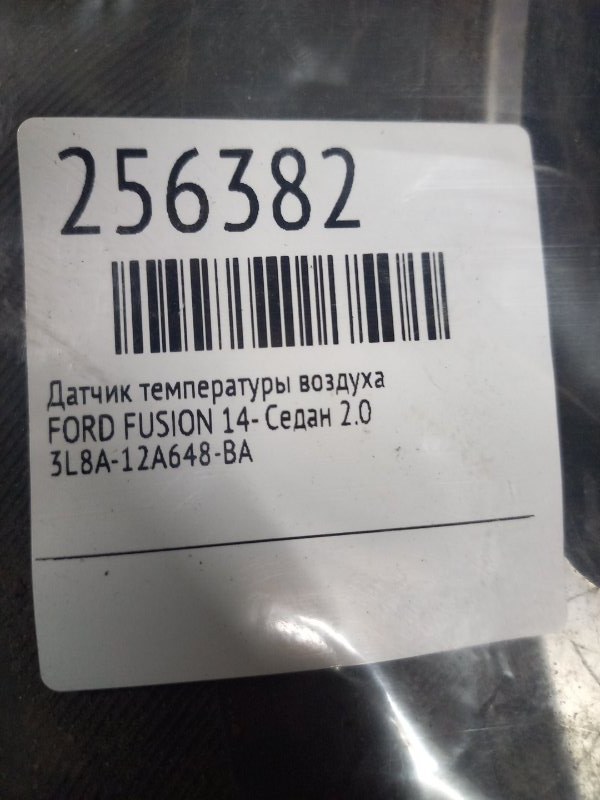 256382
Датчик температуры воздуха
FORD FUSION 14- Седан 2.0
3L8A-12A648-BA